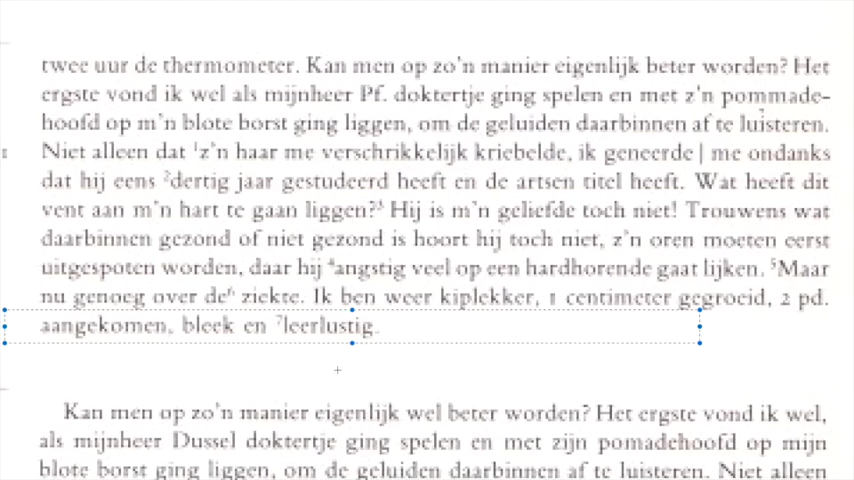 twee uur de thermometer. Kan men op zo'n manier eigenlijk beter worden? Het
ergste vond ik wel als mijnheer Pf. doktertje ging spelen en met z'n pommade-
hoofd op m'n blote borst ging liggen, om de geluiden daarbinnen af te luisteren.
Niet alleen dat ¹z'n haar me verschrikkelijk kriebelde, ik geneerde | me ondanks
dat hij eens ²dertig jaar gestudeerd heeft en de artsen titel heeft. Wat heeft dit
vent aan m'n hart te gaan liggen?³ Hij is m'n geliefde toch niet! Trouwens wat
daarbinnen gezond of niet gezond is hoort hij toch niet, z'n oren moeten eerst
uitgespoten worden, daar hij ⁴angstig veel op een hardhorende gaat lijken. ⁵Maar
nu genoeg over de⁶ ziekte. Ik ben weer kiplekker, 1 centimeter gegroeid, 2 pd.
aangekomen, bleek en ⁷leerlustig.
Kan men op zo'n manier eigenlijk wel beter worden? Het ergste vond ik wel,
als mijnheer Dussel doktertje ging spelen en met zijn pomadehoofd op mijn
blote borst ging liggen, om de geluiden daarbinnen af te luisteren. Niet alleen